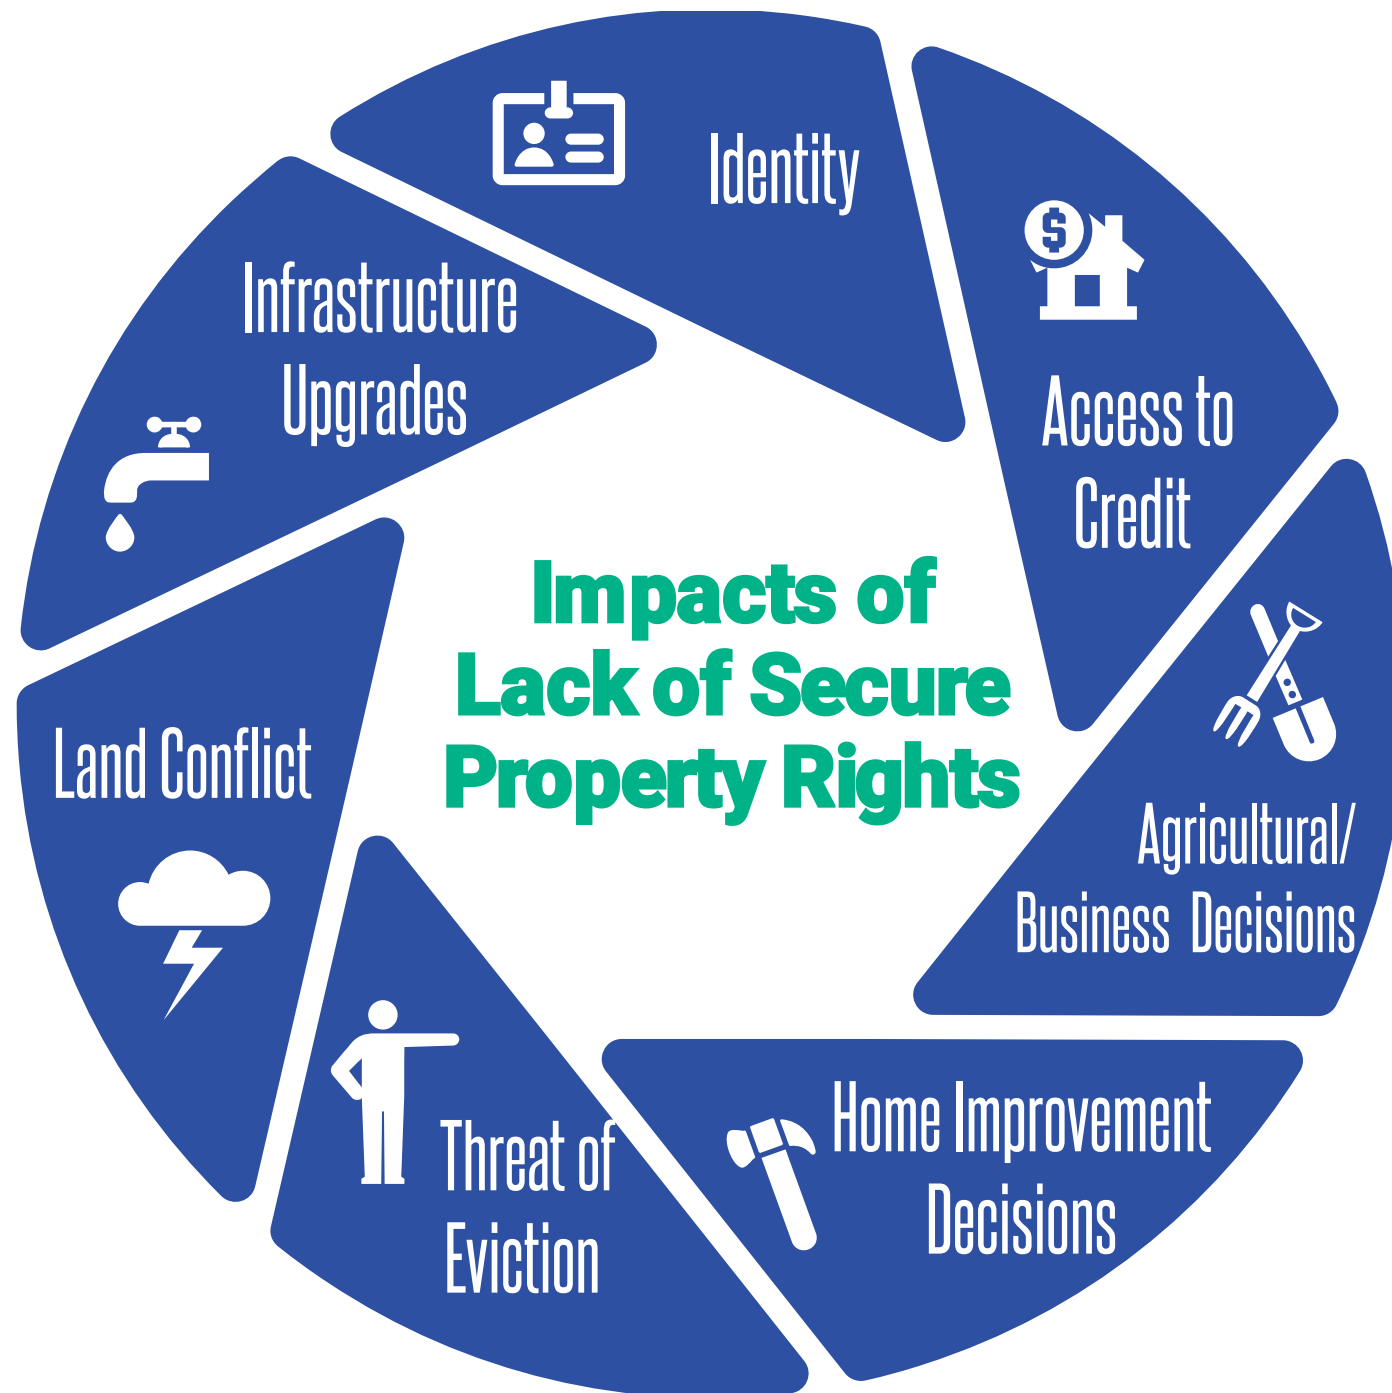 Identity
Access to
Credit
Agricultural/
Business Decisions
Home Improvement
Decisions
Threat of
Eviction
Land Conflict
Infrastructure
Upgrades
Impacts of
Lack of Secure
Property Rights
$